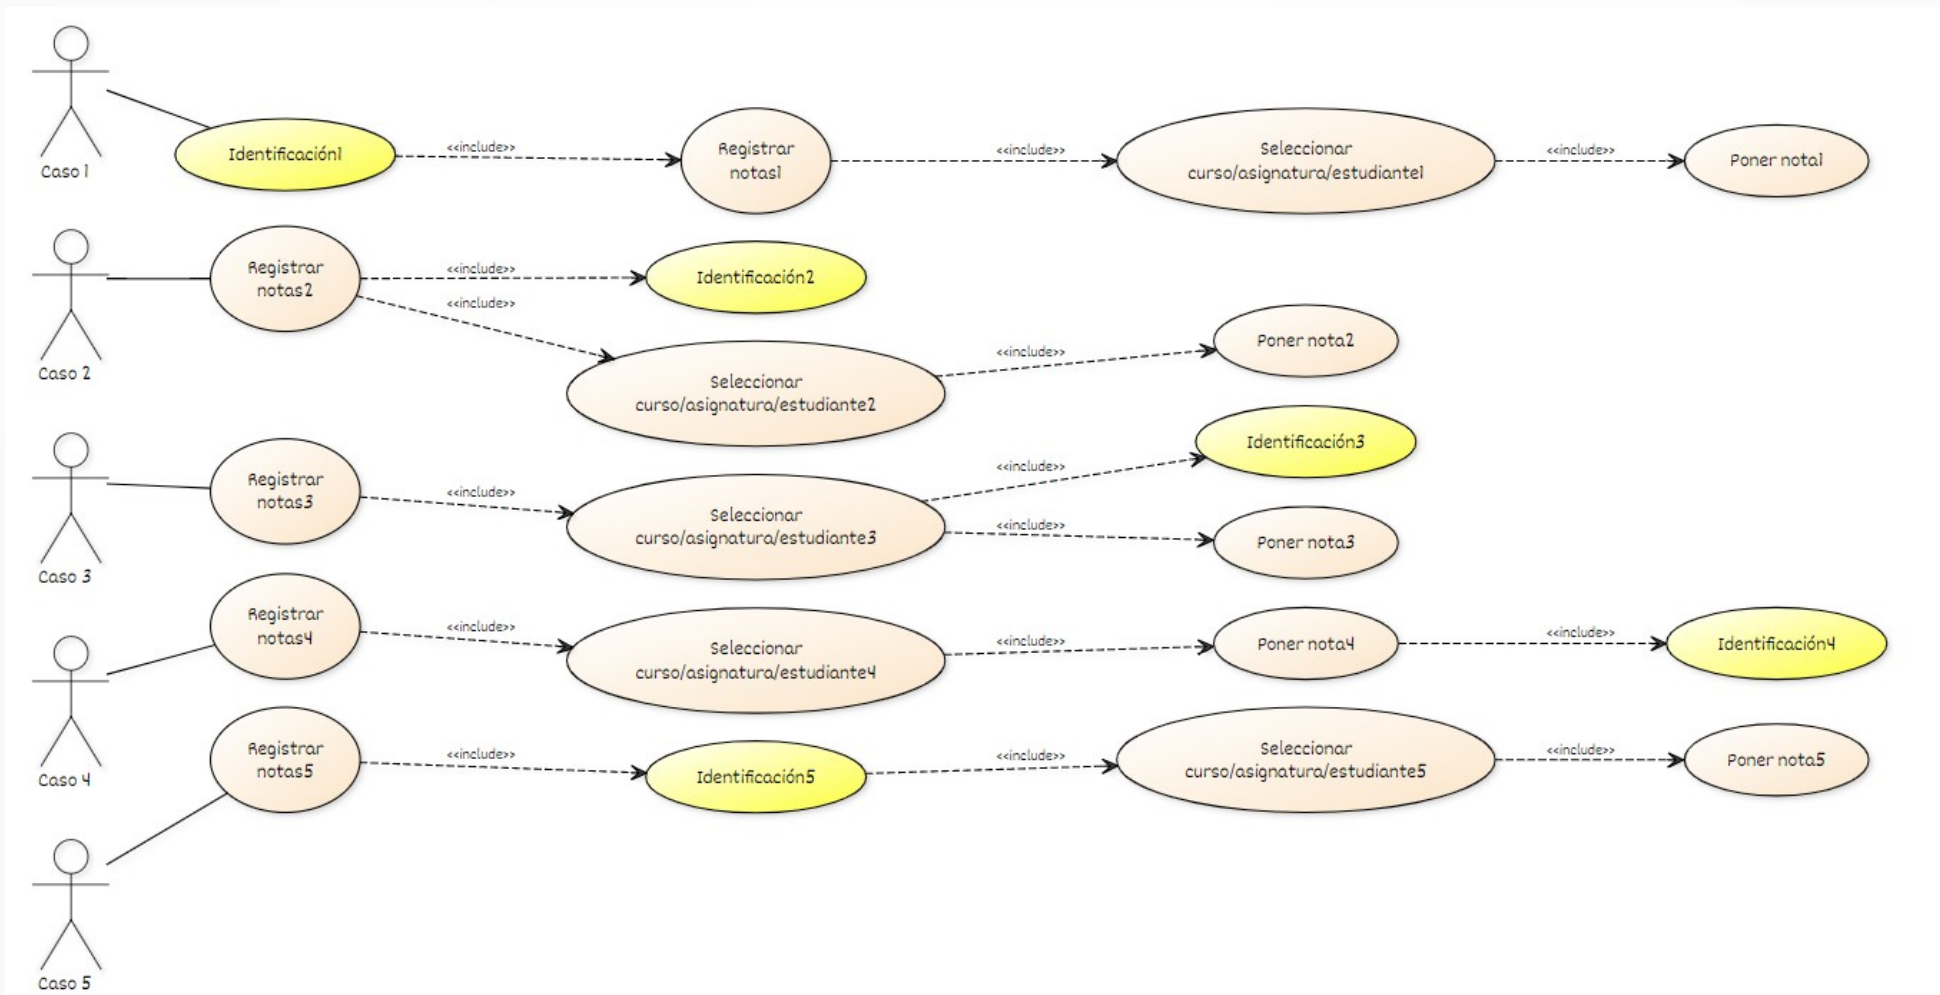 Caso 1
Identificación1
<<include>>
Registrar
notas1
<<include>>
Seleccionar
curso/asignatura/estudiante1
<<include>>
Poner nota1
Caso 2
Registrar
notas2
<<include>>
Identificación2
<<include>>
Seleccionar
curso/asignatura/estudiante2
<<include>>
Poner nota2
Caso 3
Registrar
notas3
<<include>>
Seleccionar
curso/asignatura/estudiante3
<<include>>
Identificación3
<<include>>
Poner nota3
Caso 4
Registrar
notas4
<<include>>
Seleccionar
curso/asignatura/estudiante4
<<include>>
Poner nota4
<<include>>
Identificación4
Caso 5
Registrar
notas5
<<include>>
Identificación5
<<include>>
Seleccionar
curso/asignatura/estudiante5
<<include>>
Poner nota5